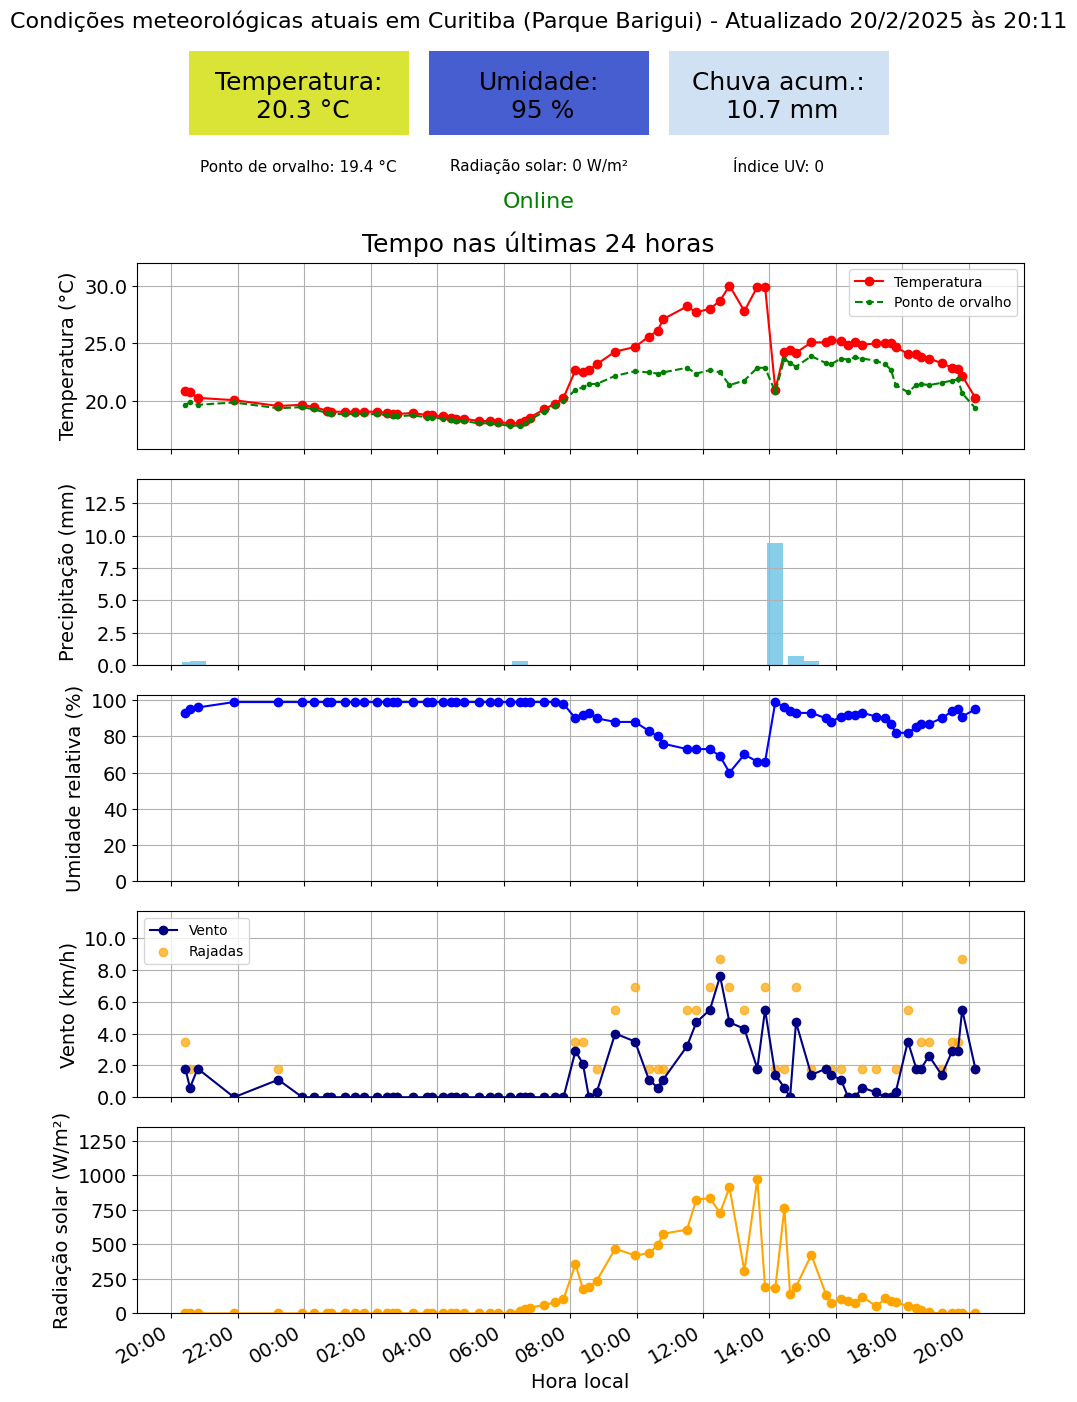 Condições meteorológicas atuais em Curitiba (Parque Barigui) - Atualizado 20/2/2025 às 20:11
Temperatura:
20.3 °C
Umidade:
95 %
Chuva acum.:
10.7 mm
Ponto de orvalho: 19.4 °C
Radiação solar: 0 W/m²
Índice UV: 0
Online
Tempo nas últimas 24 horas
Temperatura (°C)
30.0
25.0
20.0
Temperatura
Ponto de orvalho
Precipitação (mm)
12.5
10.0
7.5
5.0
2.5
0.0
Umidade relativa (%)
100
80
60
40
20
0
Vento (km/h)
10.0
8.0
6.0
4.0
2.0
0.0
Vento
Rajadas
Radiação solar (W/m²)
1250
1000
750
500
250
0
20:00 22:00 00:00 02:00 04:00 06:00 08:00 10:00 12:00 14:00 16:00 18:00 20:00
Hora local